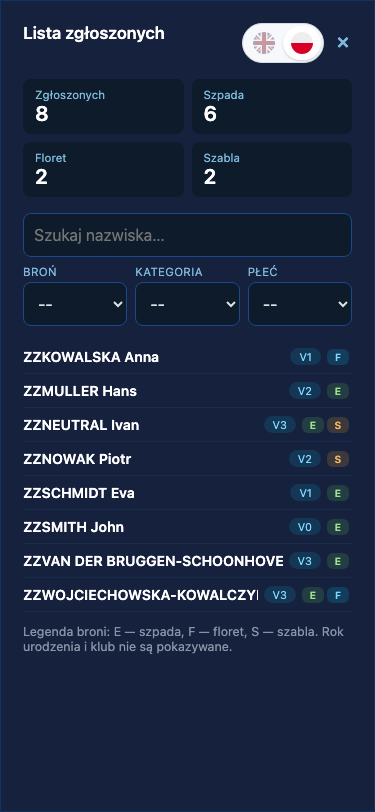 Lista zgłoszonych
×
Zgłoszonych
8
Szpada
6
Floret
2
Szabla
2
Szukaj nazwiska...
BROŃ KATEGORIA PŁEĆ
-- -- --
ZZKOWALSKA Anna V1 F
ZZMULLER Hans V2 E
ZZNEUTRAL Ivan V3 E S
ZZNOWAK Piotr V2 S
ZZSCHMIDT Eva V1 E
ZZSMITH John V0 E
ZZVAN DER BRUGGEN-SCHOONHOVE V3 E
ZZWOJCIECHOWSKA-KOWALCZY V3 E F
Legenda broni: E — szpada, F — floret, S — szabla. Rok
urodzenia i klub nie są pokazywane.